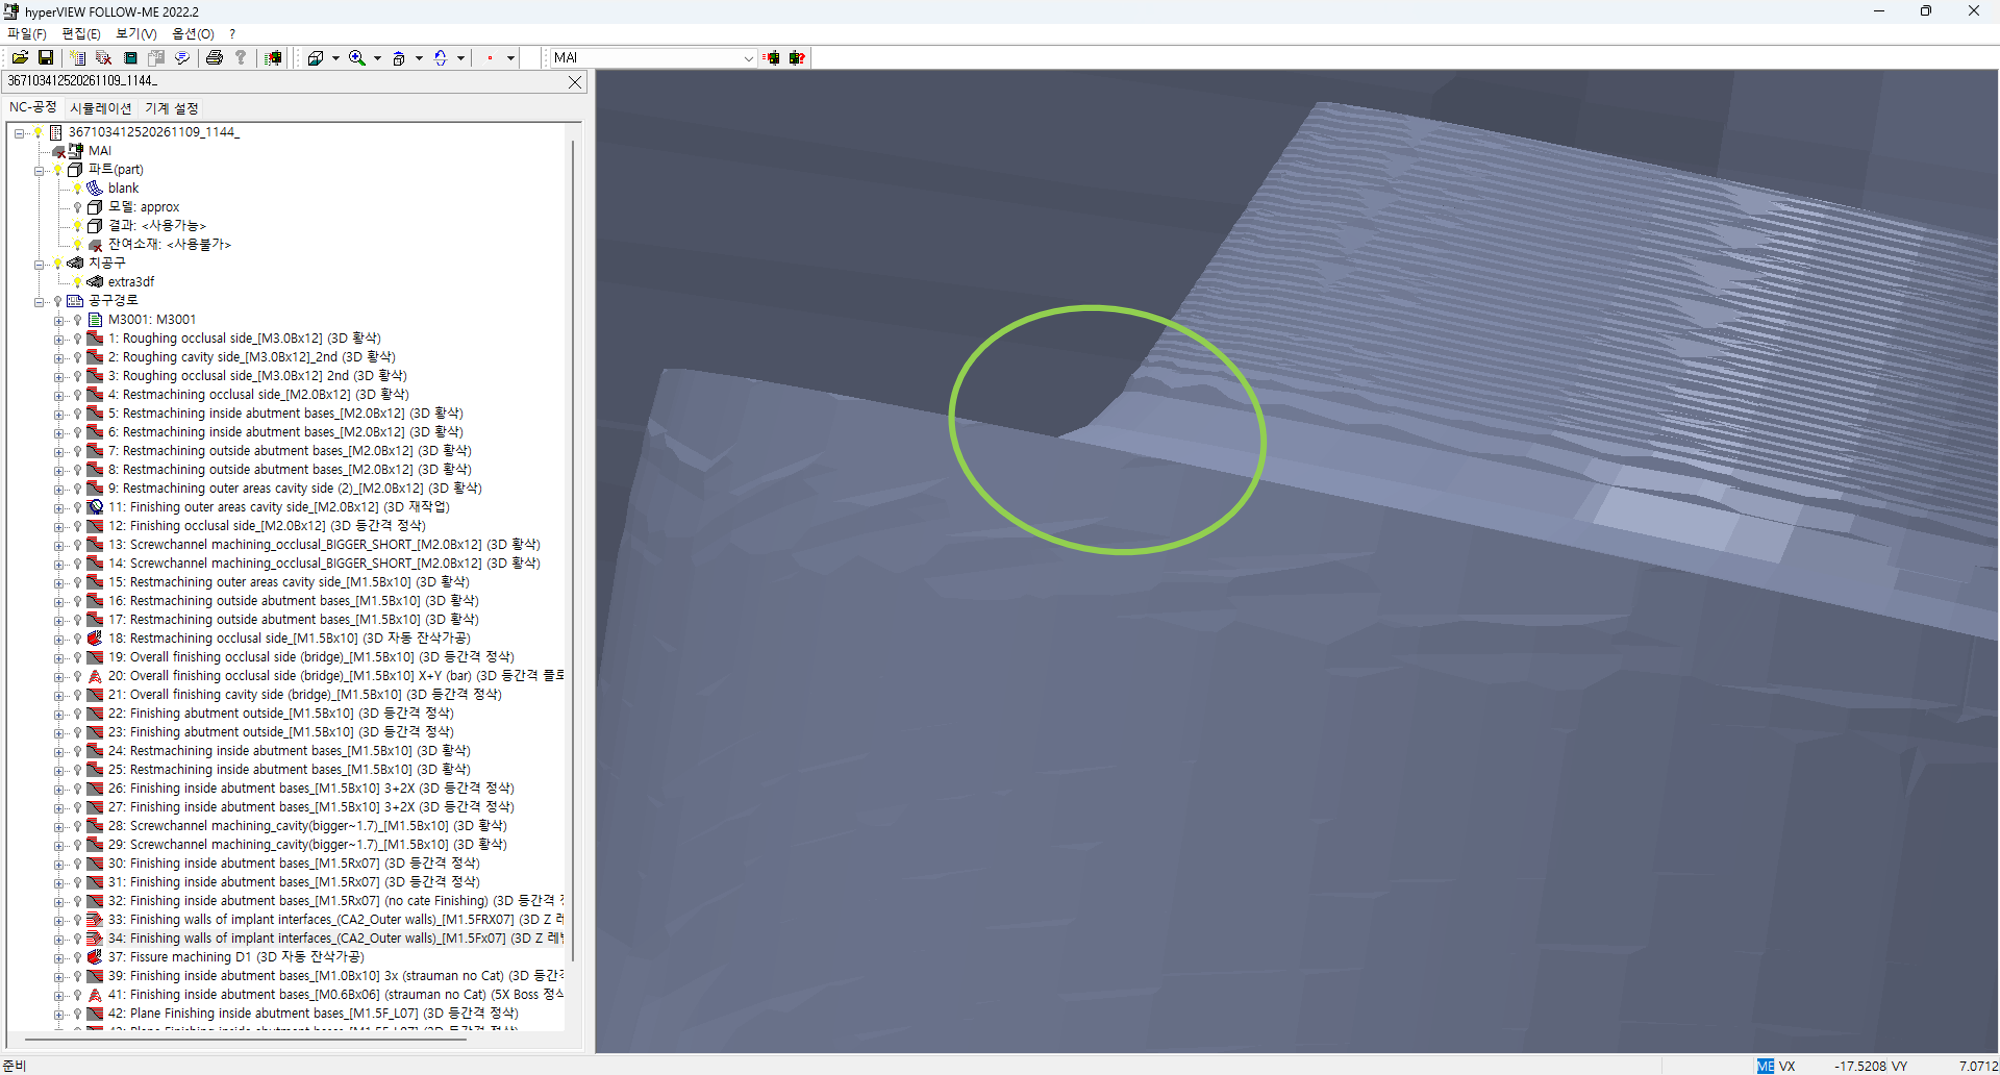 hyperVIEW FOLLOW-ME 2022.2
파일(F) 편집(E) 보기(V) 옵션(O) ?
MAI
367103412520261109_1144_
NC-공정 시뮬레이션 기계 설정
367103412520261109_1144_
MAI
파트(part)
blank
모델: approx
결과: <사용가능>
잔여소재: <사용불가>
치공구
extra3df
공구경로
M3001: M3001
1: Roughing occlusal side_[M3.0Bx12] (3D 황삭)
2: Roughing cavity side_[M3.0Bx12]_2nd (3D 황삭)
3: Roughing occlusal side_[M3.0Bx12] 2nd (3D 황삭)
4: Restmachining occlusal side_[M2.0Bx12] (3D 황삭)
5: Restmachining inside abutment bases_[M2.0Bx12] (3D 황삭)
6: Restmachining inside abutment bases_[M2.0Bx12] (3D 황삭)
7: Restmachining outside abutment bases_[M2.0Bx12] (3D 황삭)
8: Restmachining outside abutment bases_[M2.0Bx12] (3D 황삭)
9: Restmachining outer areas cavity side (2)_[M2.0Bx12] (3D 황삭)
11: Finishing outer areas cavity side_[M2.0Bx12] (3D 재작업)
12: Finishing occlusal side_[M2.0Bx12] (3D 등간격 정삭)
13: Screwchannel machining_occlusal_BIGGER_SHORT_[M2.0Bx12] (3D 황삭)
14: Screwchannel machining_occlusal_BIGGER_SHORT_[M2.0Bx12] (3D 황삭)
15: Restmachining outer areas cavity side_[M1.5Bx10] (3D 황삭)
16: Restmachining outside abutment bases_[M1.5Bx10] (3D 황삭)
17: Restmachining outside abutment bases_[M1.5Bx10] (3D 황삭)
18: Restmachining occlusal side_[M1.5Bx10] (3D 자동 잔삭가공)
19: Overall finishing occlusal side (bridge)_[M1.5Bx10] (3D 등간격 정삭)
20: Overall finishing occlusal side (bridge)_[M1.5Bx10] X+Y (bar) (3D 등간격 플로
21: Overall finishing cavity side (bridge)_[M1.5Bx10] (3D 등간격 정삭)
22: Finishing abutment outside_[M1.5Bx10] (3D 등간격 정삭)
23: Finishing abutment outside_[M1.5Bx10] (3D 등간격 정삭)
24: Restmachining inside abutment bases_[M1.5Bx10] (3D 황삭)
25: Restmachining inside abutment bases_[M1.5Bx10] (3D 황삭)
26: Finishing inside abutment bases_[M1.5Bx10] 3+2X (3D 등간격 정삭)
27: Finishing inside abutment bases_[M1.5Bx10] 3+2X (3D 등간격 정삭)
28: Screwchannel machining_cavity(bigger~1.7)_[M1.5Bx10] (3D 황삭)
29: Screwchannel machining_cavity(bigger~1.7)_[M1.5Bx10] (3D 황삭)
30: Finishing inside abutment bases_[M1.5Rx07] (3D 등간격 정삭)
31: Finishing inside abutment bases_[M1.5Rx07] (3D 등간격 정삭)
32: Finishing inside abutment bases_[M1.5Rx07] (no cate Finishing) (3D 등간격
33: Finishing walls of implant interfaces_(CA2_Outer walls)_[M1.5FRX07] (3D Z 레
34: Finishing walls of implant interfaces_(CA2_Outer walls)_[M1.5Fx07] (3D Z 레
37: Fissure machining D1 (3D 자동 잔삭가공)
39: Finishing inside abutment bases_[M1.0Bx10] 3x (strauman no Cat) (3D 등간
41: Finishing inside abutment bases_[M0.6Bx06] (strauman no Cat) (5X Boss 정
42: Plane Finishing inside abutment bases_[M1.5F_L07] (3D 등간격 정삭)
준비
ME VX -17.5208 VY 7.0712